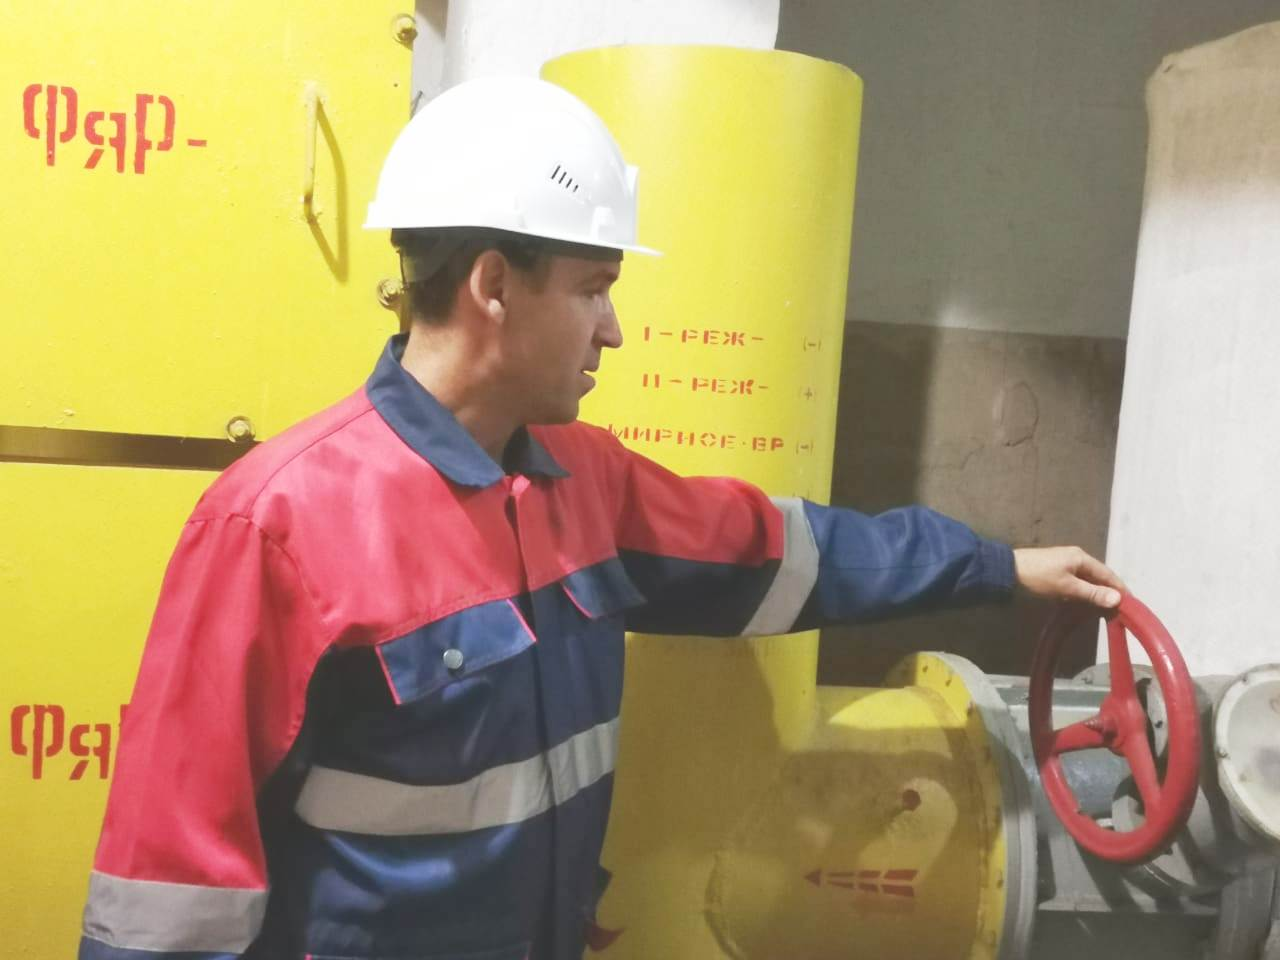 ФЯР-
I-РЕЖ- (-)
II-РЕЖ- (+)
МИРНОЕ·ВР (-)
ФЯР